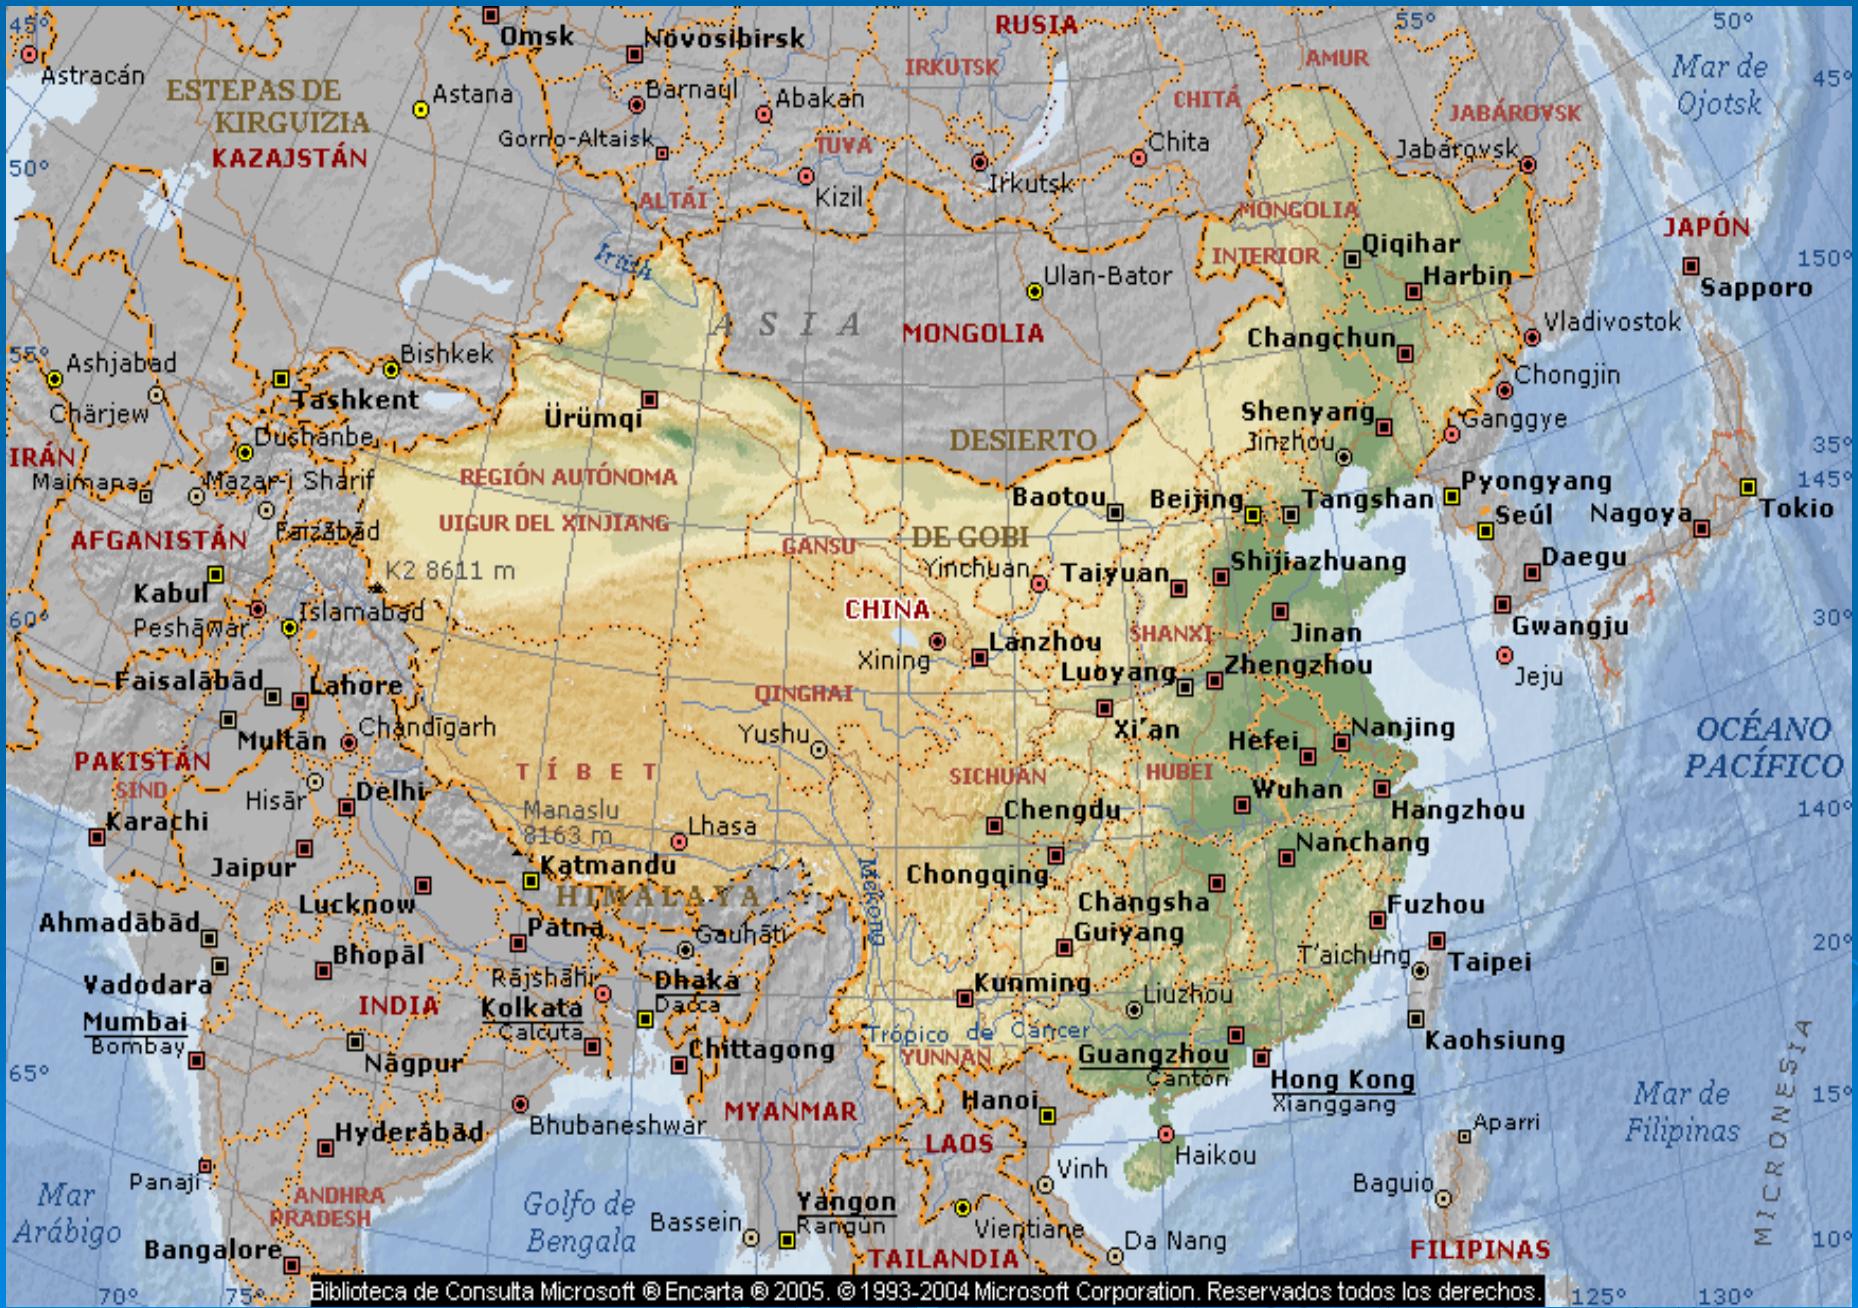 45°
RUSIA
55°
50°
Omsk
Novosibirsk
Astracán
IRKUTSK
AMUR
Mar de
Ojotsk
45°
ESTEPAS DE
KIRGUIZIA
KAZAJSTÁN
Astana
Barnaul
Abakan
CHITÁ
JABÁROVSK
Gorno-Altaisk
TUVA
Chita
Jabárovsk
50°
Irkutsk
Kizil
ALTÁI
MONGOLIA
INTERIOR
JAPÓN
Qiqihar
Harbin
150°
Irtish
Ulan-Bator
Sapporo
ASIA
MONGOLIA
Changchun
Vladivostok
55°
Ashjabad
Bishkek
Chongjin
Tashkent
Chärjew
Ürümqi
Shenyang
Ganggye
Dushanbe
DESIERTO
Jinzhou
35°
IRÁN
Maimana
Mazar-i Sharif
REGIÓN AUTÓNOMA
UIGUR DEL XINJIANG
Baotou
Beijing
Tangshan
Pyongyang
145°
Seúl
Nagoya
Tokio
Faizābād
AFGANISTÁN
GANSU
DE GOBI
K2 8611 m
Yinchuan
Taiyuan
Shijiazhuang
Daegu
Kabul
Islamabad
Peshāwar
60°
CHINA
Jinan
Gwangju
30°
SHANXI
Xining
Lanzhou
Luoyang
Zhengzhou
Jeju
Faisalābād
Lahore
QINGHAI
Multān
Chandīgarh
Yushu
Xi'an
Nanjing
Hefei
OCÉANO
PACÍFICO
PAKISTÁN
SIND
TÍBET
SICHUAN
HUBEI
Hisār
Delhi
Manaslu
8163 m
Chengdu
Wuhan
Hangzhou
140°
Karachi
Lhasa
Nanchang
Jaipur
Katmandu
HIMALAYA
Mekong
Chongqing
Lucknow
Changsha
Fuzhou
Ahmadābād
Patna
Gauhāti
Guiyang
T'aichung
Taipei
20°
Bhopāl
Rājshāhi
Dhaka
Dacca
Kunming
Liuzhou
Vadodara
INDIA
Kolkata
Calcuta
Mumbai
Bombay
Trópico de Cáncer
Kaohsiung
Nāgpur
Chittagong
YUNNAN
Guangzhou
Cantón
Hong Kong
Xianggang
65°
Mar de
Filipinas
15°
MICRONESIA
MYANMAR
Hanoi
Bhubaneshwar
Hyderābād
LAOS
Aparri
Haikou
Vinh
Panaji
ANDHRA
PRADESH
Baguio
Mar
Arábigo
Golfo de
Bengala
Yangon
Rangún
Bassein
Vientiane
Da Nang
Bangalore
TAILANDIA
FILIPINAS
10°
70°
75°
Biblioteca de Consulta Microsoft ® Encarta ® 2005. © 1993-2004 Microsoft Corporation. Reservados todos los derechos.
125°
130°